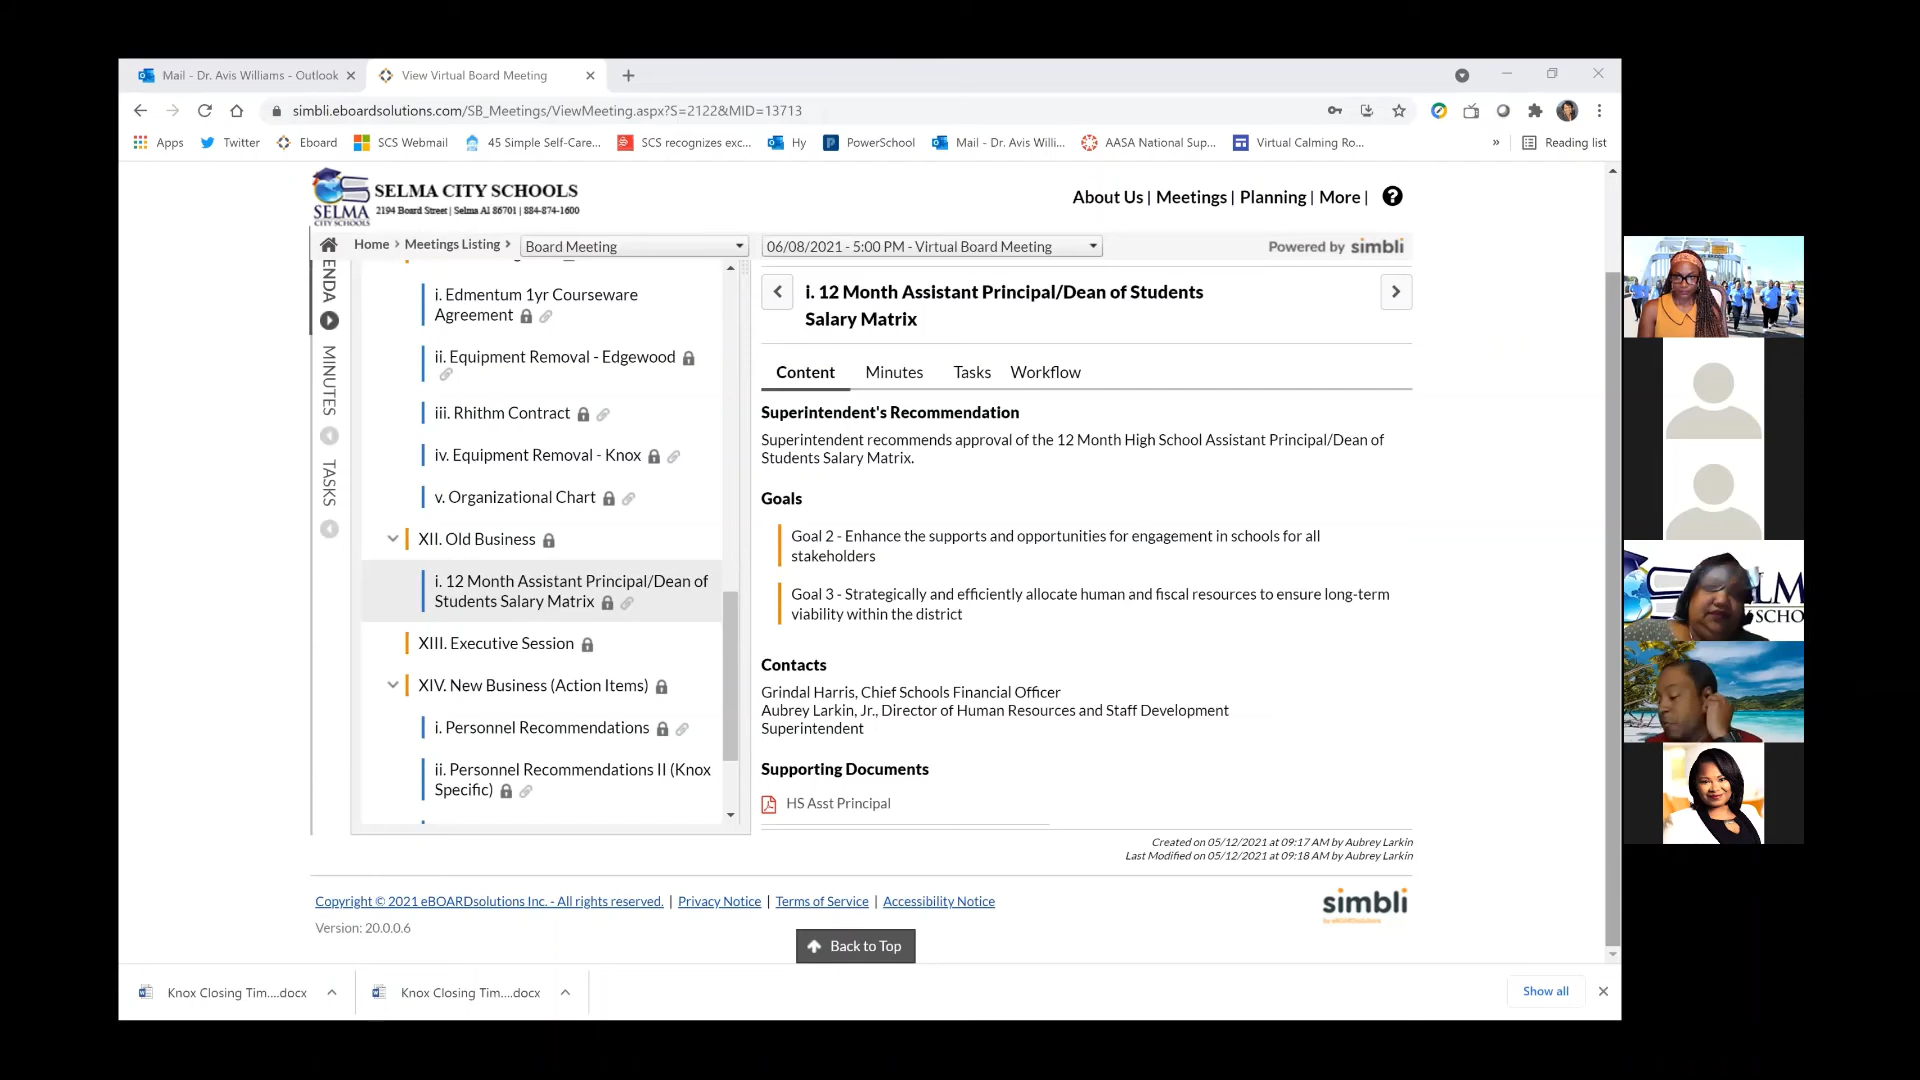 Mail - Dr. Avis Williams - Outlook
View Virtual Board Meeting
simbli.eboardsolutions.com/SB_Meetings/ViewMeeting.aspx?S=2122&MID=13713
Apps
Twitter
Eboard
SCS Webmail
45 Simple Self-Care...
SCS recognizes exc...
Hy
PowerSchool
Mail - Dr. Avis Willi...
AASA National Sup...
Virtual Calming Ro...
»
Reading list
SELMA CITY SCHOOLS
2194 Board Street | Selma Al 86701 | 884-874-1600
SELMA
CITY SCHOOLS
About Us | Meetings | Planning | More |
Home > Meetings Listing >
Board Meeting
06/08/2021 - 5:00 PM - Virtual Board Meeting
Powered by simbli
ENDA
MINUTES
TASKS
i. Edmentum 1yr Courseware
Agreement
ii. Equipment Removal - Edgewood
iii. Rhithm Contract
iv. Equipment Removal - Knox
v. Organizational Chart
XII. Old Business
i. 12 Month Assistant Principal/Dean of
Students Salary Matrix
XIII. Executive Session
XIV. New Business (Action Items)
i. Personnel Recommendations
ii. Personnel Recommendations II (Knox
Specific)
i. 12 Month Assistant Principal/Dean of Students
Salary Matrix
Content Minutes Tasks Workflow
Superintendent's Recommendation
Superintendent recommends approval of the 12 Month High School Assistant Principal/Dean of
Students Salary Matrix.
Goals
Goal 2 - Enhance the supports and opportunities for engagement in schools for all
stakeholders
Goal 3 - Strategically and efficiently allocate human and fiscal resources to ensure long-term
viability within the district
Contacts
Grindal Harris, Chief Schools Financial Officer
Aubrey Larkin, Jr., Director of Human Resources and Staff Development
Superintendent
Supporting Documents
HS Asst Principal
Created on 05/12/2021 at 09:17 AM by Aubrey Larkin
Last Modified on 05/12/2021 at 09:18 AM by Aubrey Larkin
Copyright © 2021 eBOARDsolutions Inc. - All rights reserved. | Privacy Notice | Terms of Service | Accessibility Notice
Version: 20.0.0.6
simbli
by eBOARDsolutions
Back to Top
Knox Closing Tim....docx
Knox Closing Tim....docx
Show all